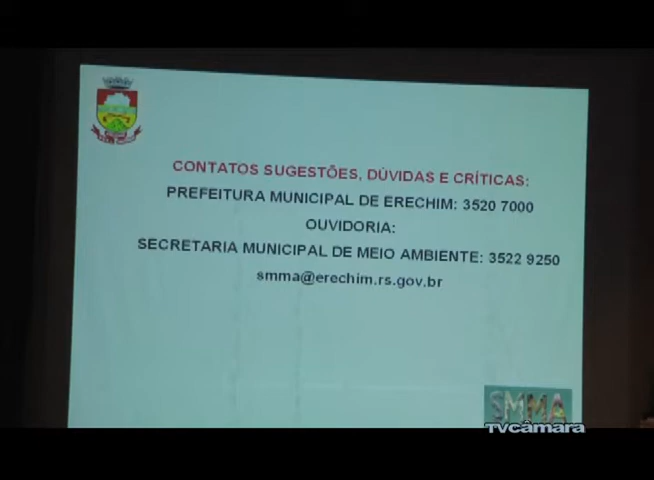 CONTATOS SUGESTÕES, DÚVIDAS E CRÍTICAS:
PREFEITURA MUNICIPAL DE ERECHIM: 3520 7000
OUVIDORIA:
SECRETARIA MUNICIPAL DE MEIO AMBIENTE: 3522 9250
smma@erechim.rs.gov.br
SMMA
TVCâmara